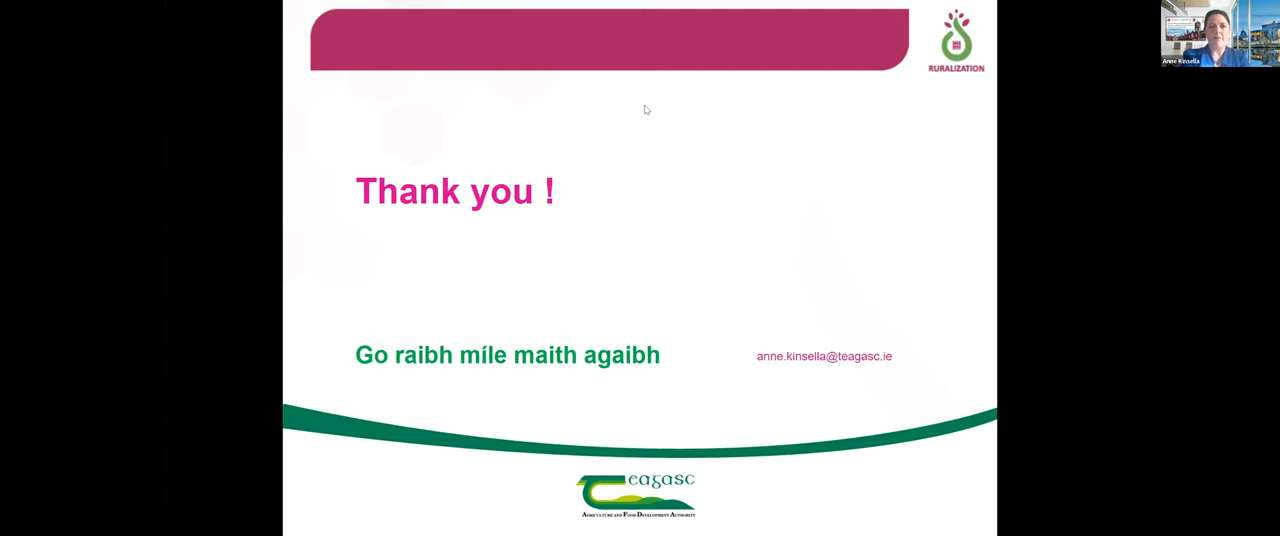 RURALIZATION
Anne Kinsella
Thank you !
Go raibh míle maith agaibh
anne.kinsella@teagasc.ie
eagasc
AGRICULTURE AND FOOD DEVELOPMENT AUTHORITY